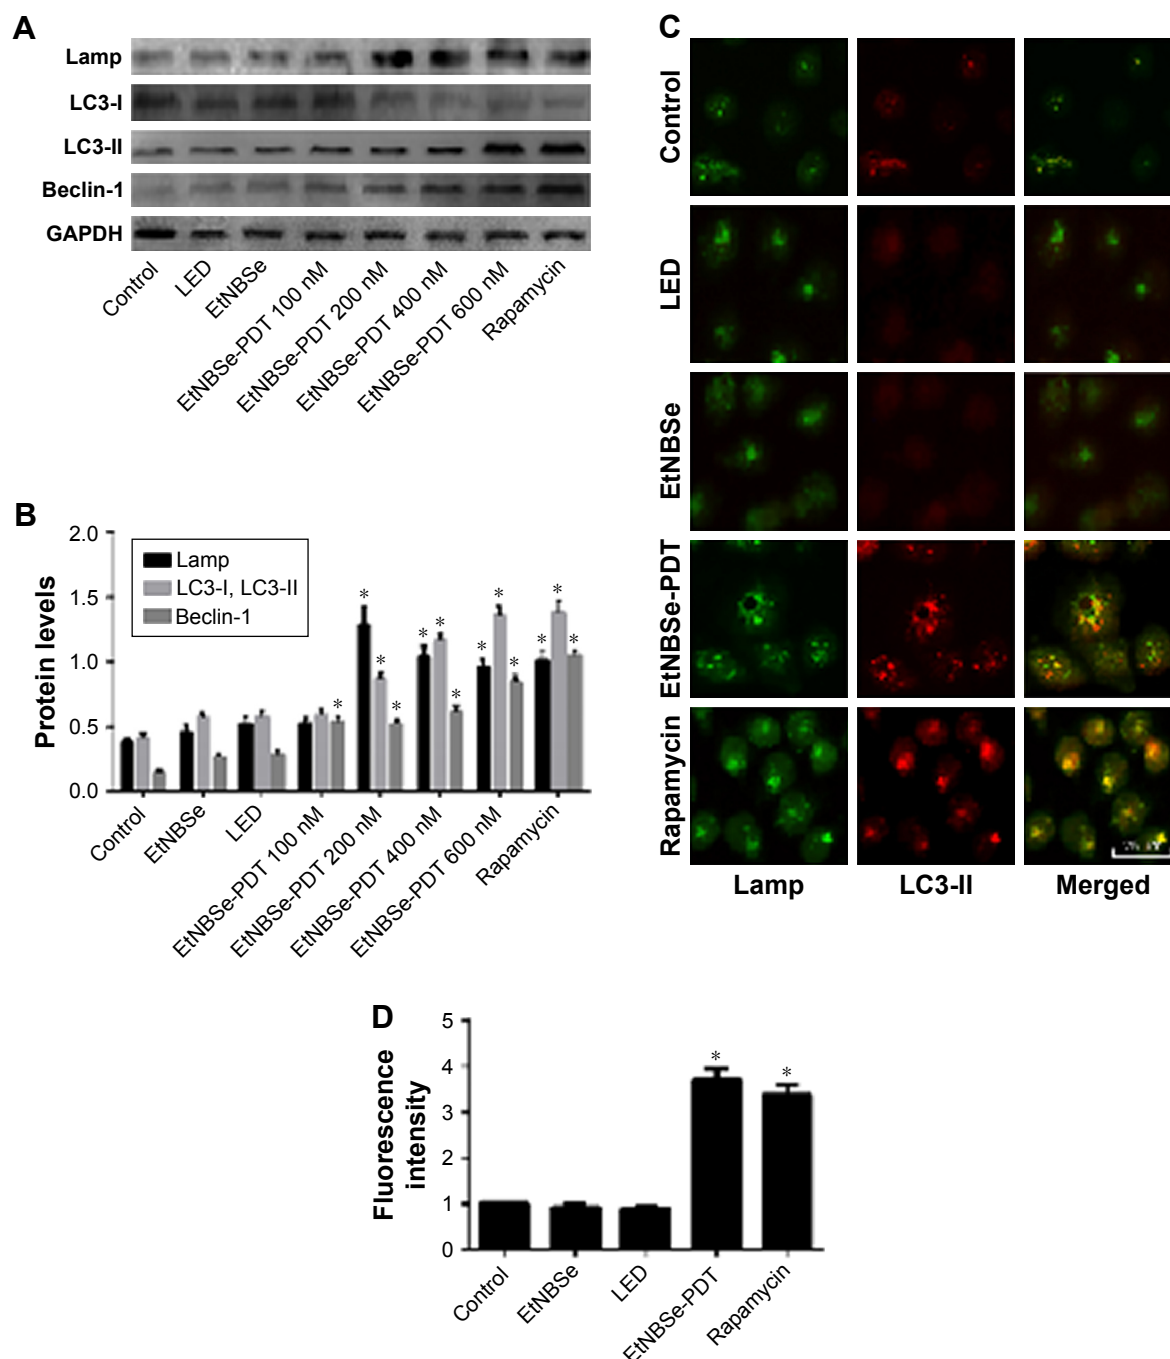 A
Lamp
LC3-I
LC3-II
Beclin-1
GAPDH
Control
LED
EtNBSe
EtNBSe-PDT 100 nM
EtNBSe-PDT 200 nM
EtNBSe-PDT 400 nM
EtNBSe-PDT 600 nM
Rapamycin
B
Protein levels
2.0
1.5
1.0
0.5
0.0
Lamp
LC3-I, LC3-II
Beclin-1
* * * * * * * * * * * * *
Control
EtNBSe
LED
EtNBSe-PDT 100 nM
EtNBSe-PDT 200 nM
EtNBSe-PDT 400 nM
EtNBSe-PDT 600 nM
Rapamycin
C
Control
LED
EtNBSe
EtNBSe-PDT
Rapamycin
Lamp
LC3-II
Merged
D
Fluorescence
intensity
5
4
3
2
1
0
* *
Control
EtNBSe
LED
EtNBSe-PDT
Rapamycin